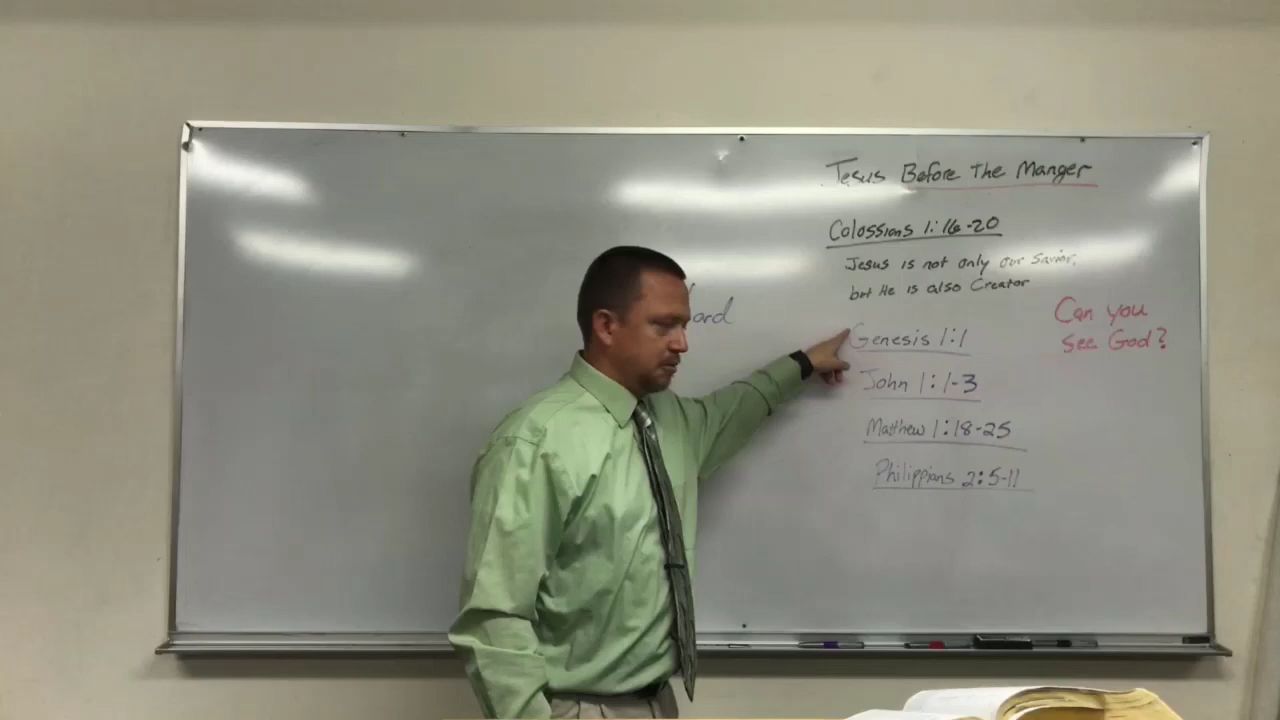 Jesus Before The Manger
Colossians 1:16-20
Jesus is not only our Savior,
but He is also Creator
Genesis 1:1
John 1:1-3
Matthew 1:18-25
Philippians 2:5-11
Can you
see God?